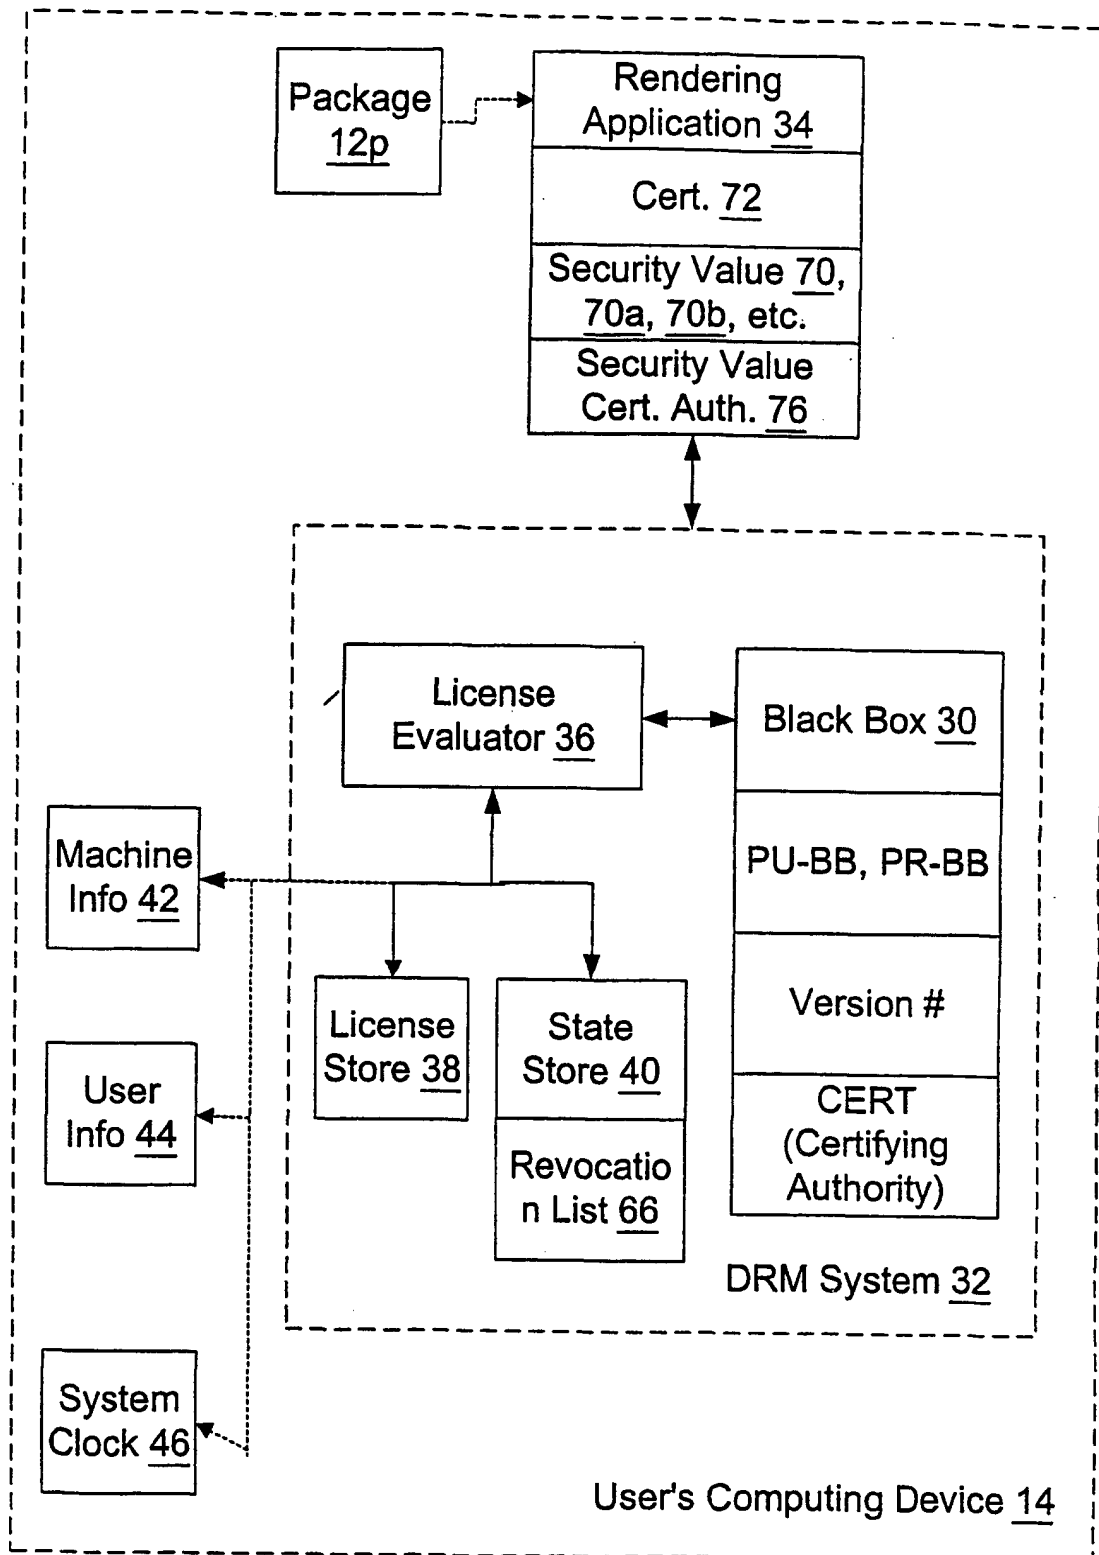 Package
12p
Rendering
Application 34
Cert. 72
Security Value 70,
70a, 70b, etc.
Security Value
Cert. Auth. 76
License
Evaluator 36
Black Box 30
PU-BB, PR-BB
Version #
CERT
(Certifying
Authority)
Machine
Info 42
License
Store 38
State
Store 40
Revocatio
n List 66
User
Info 44
DRM System 32
System
Clock 46
User's Computing Device 14